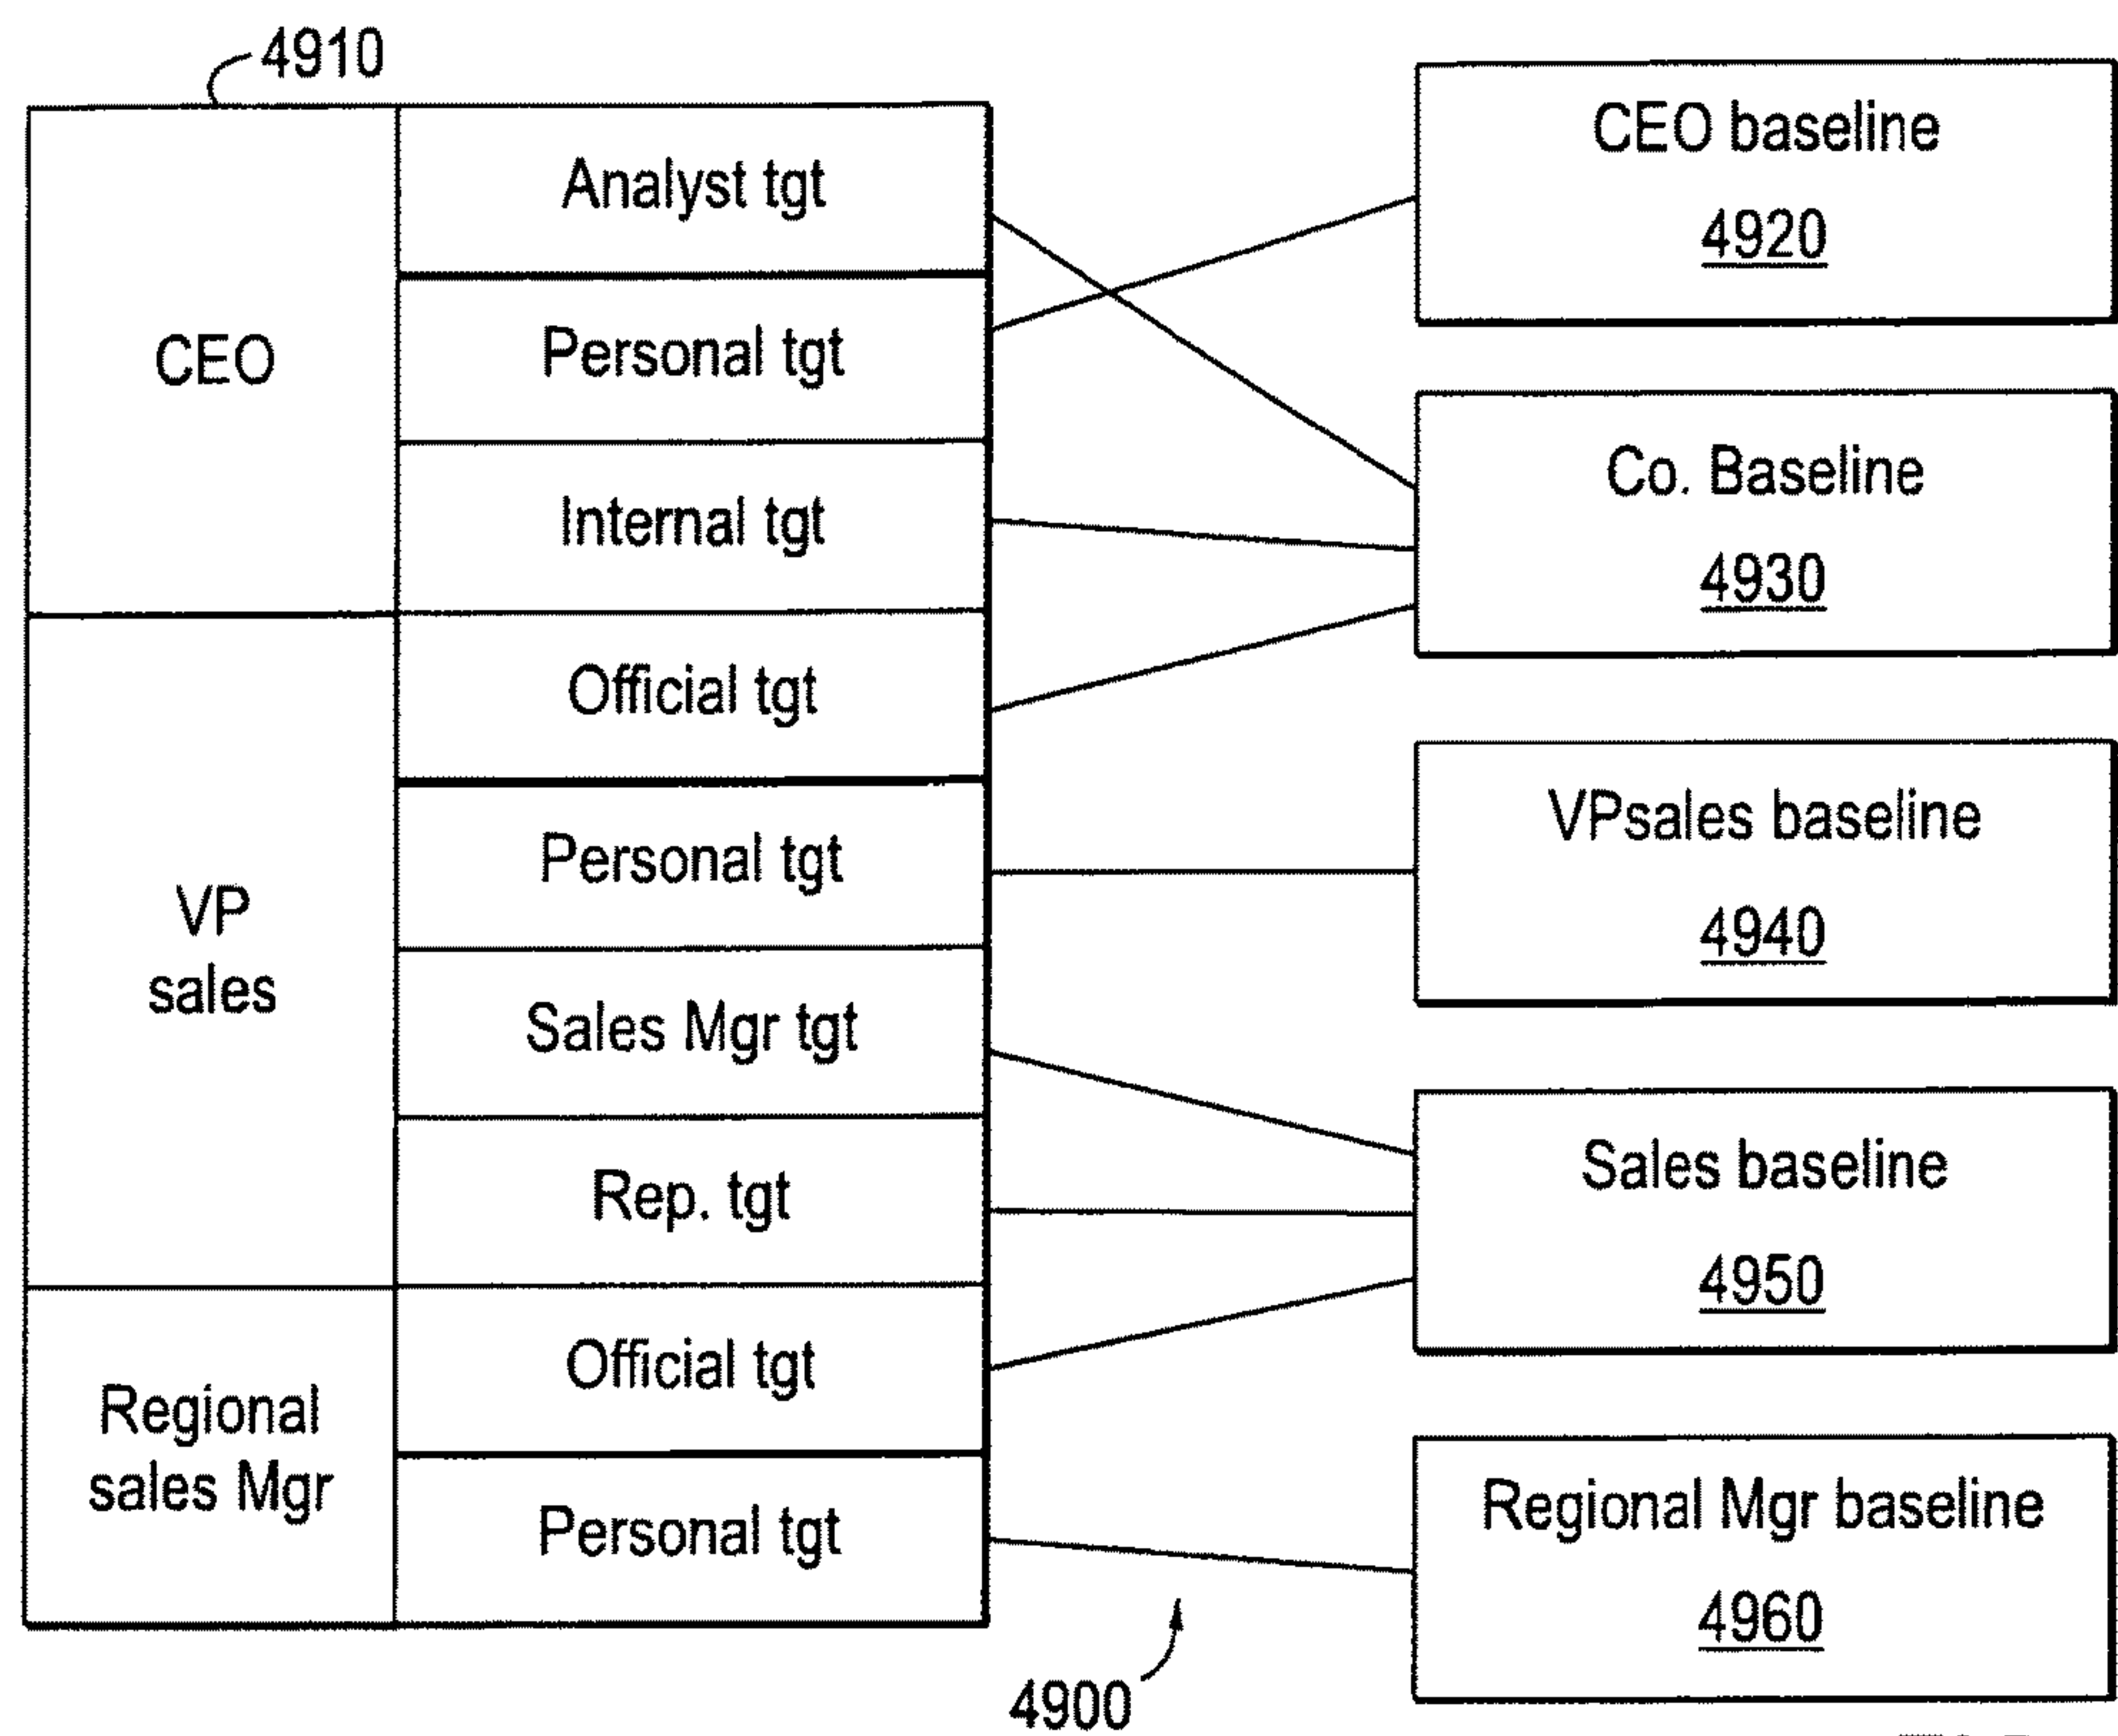 4910
CEO
Analyst tgt
Personal tgt
Internal tgt
VP
sales
Official tgt
Personal tgt
Sales Mgr tgt
Rep. tgt
Regional
sales Mgr
Official tgt
Personal tgt
CEO baseline
4920
Co. Baseline
4930
VPsales baseline
4940
Sales baseline
4950
Regional Mgr baseline
4960
4900